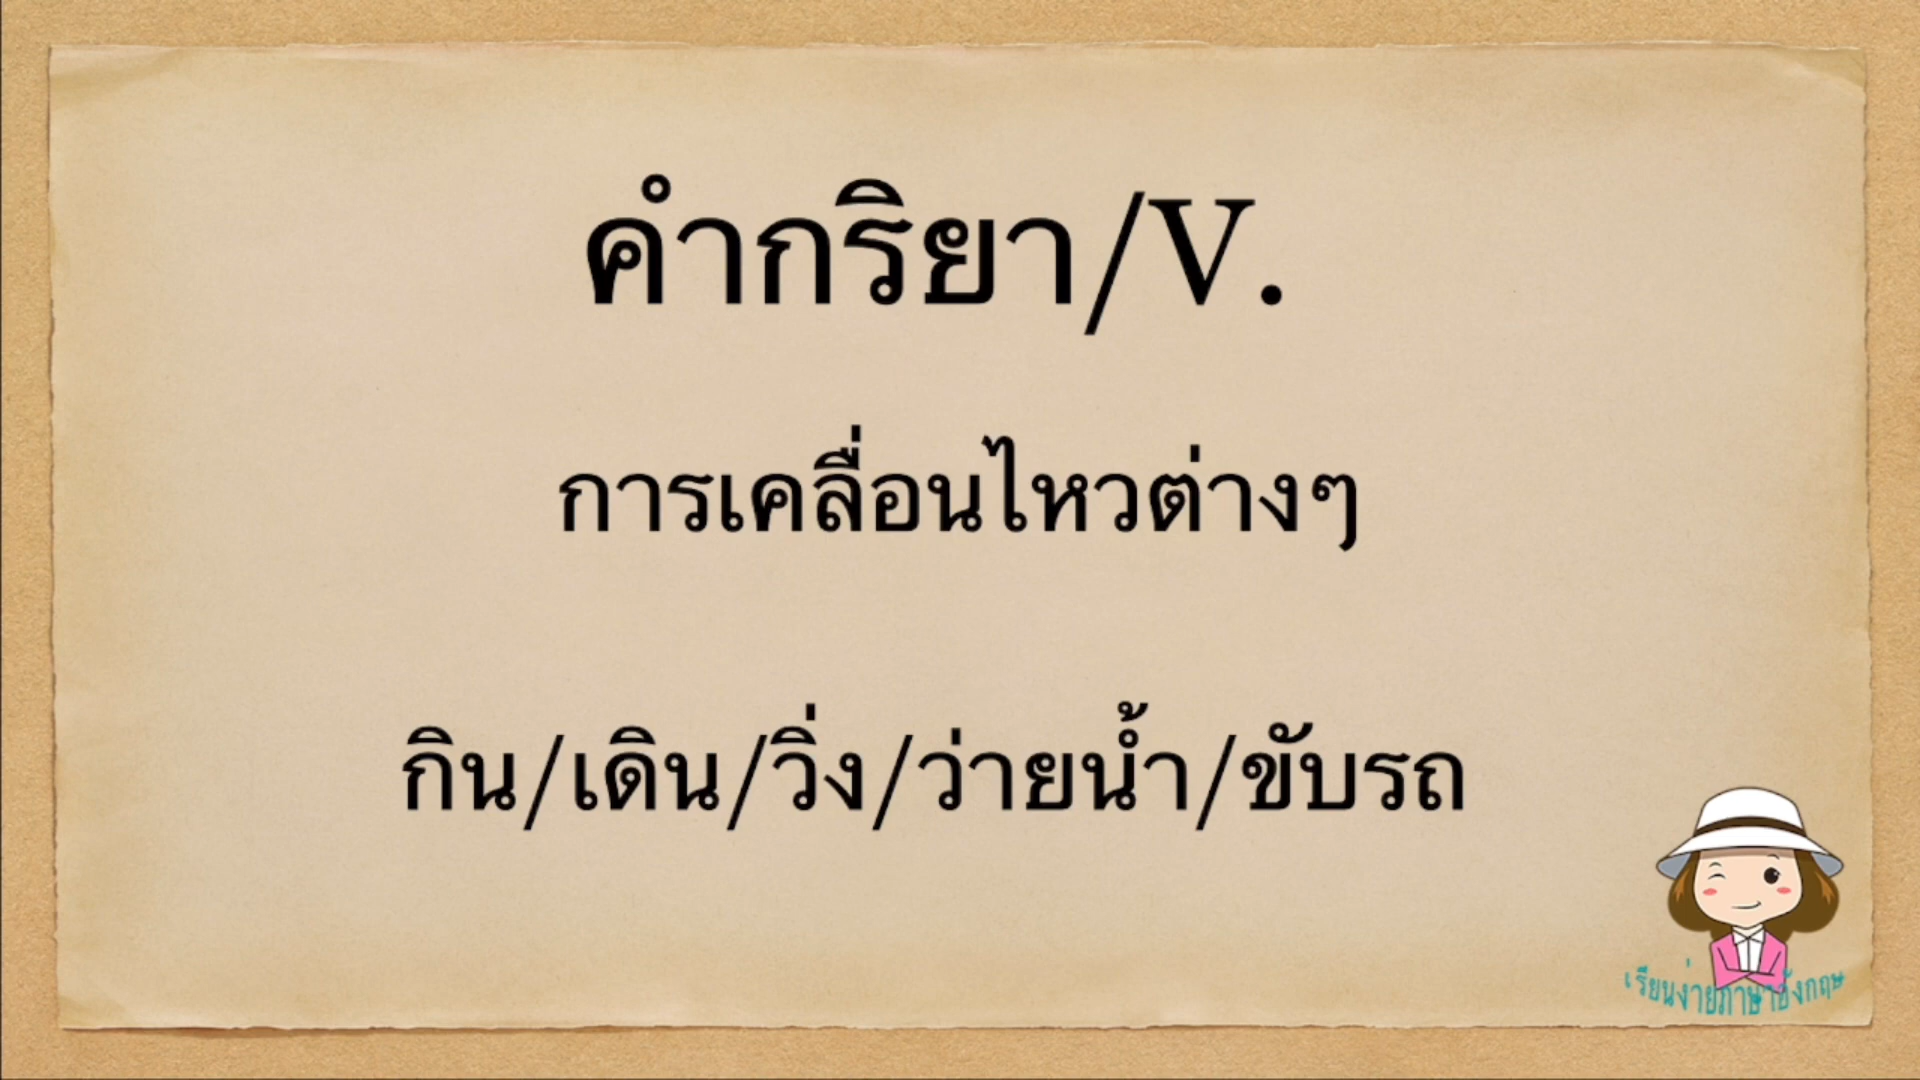 คำกริยา/V.
การเคลื่อนไหวต่างๆ
กิน/เดิน/วิ่ง/ว่ายน้ำ/ขับรถ
เรียนง่ายภาษาอังกฤษ